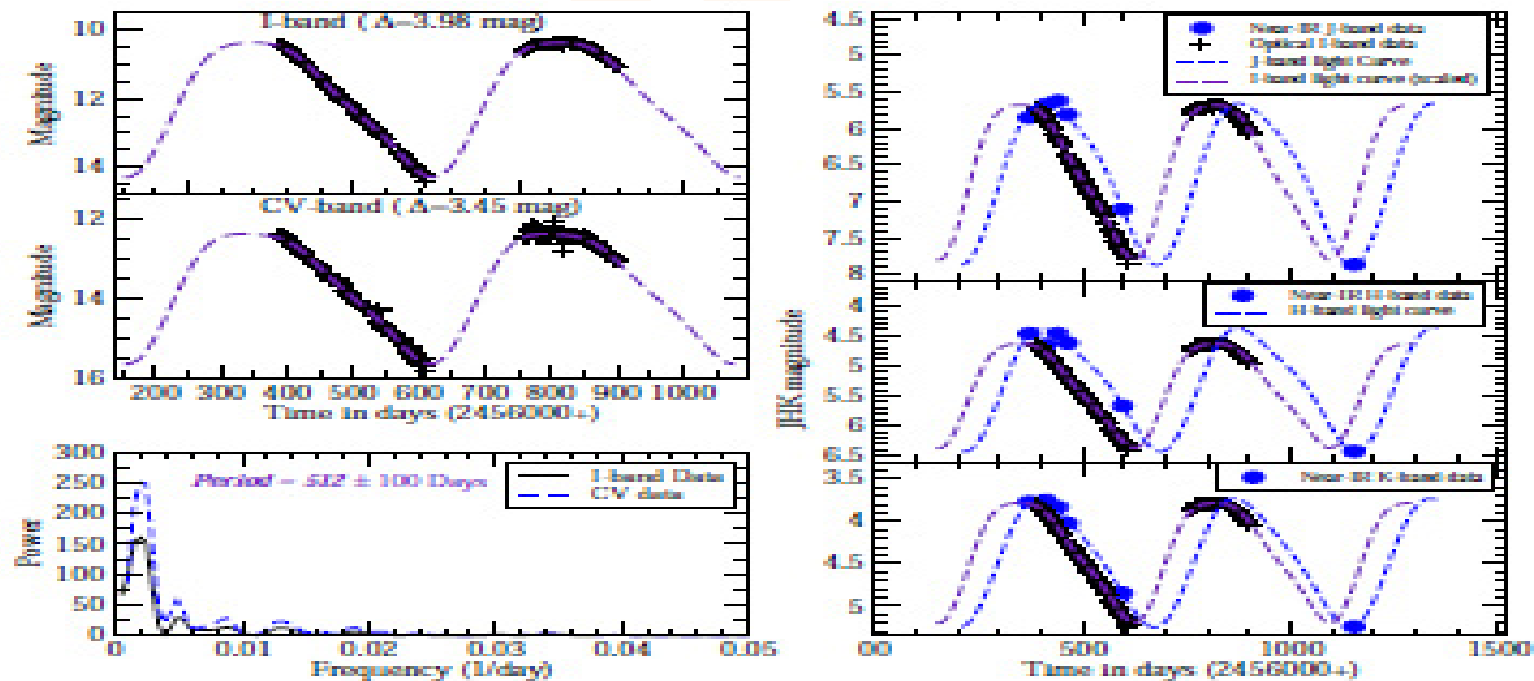 I-band ( Δ=3.98 mag)
10
12
14
Magnitude
CV-band ( Δ=3.45 mag)
12
14
16
Magnitude
200 300 400 500 600 700 800 900 1000
Time in days (2456000+)
300
250
200
150
100
50
0
Power
Period = 512 ± 100 Days
I-band Data
CV data
0 0.01 0.02 0.03 0.04 0.05
Frequency (1/day)
4.5
5
5.5
6
6.5
7
7.5
8
Near-IR J-band data
Optical I-band data
J-band light Curve
I-band light curve (scaled)
4
4.5
5
5.5
6
6.5
Near-IR H-band data
H-band light curve
JHK magnitude
3.5
4
4.5
5
Near-IR K-band data
00 500 1000 1500
Time in days (2456000+)